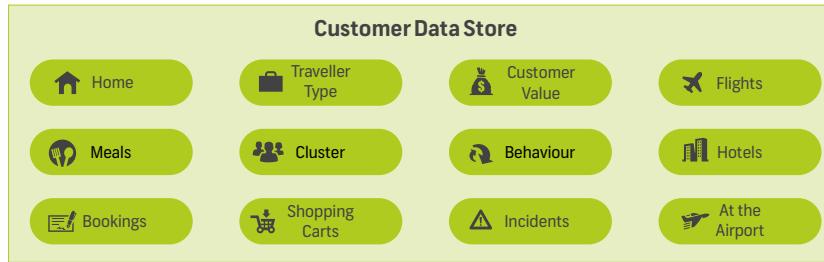 Customer Data Store
Home
Traveller
Type
Customer
Value
Flights
Meals
Cluster
Behaviour
Hotels
Bookings
Shopping
Carts
Incidents
At the
Airport